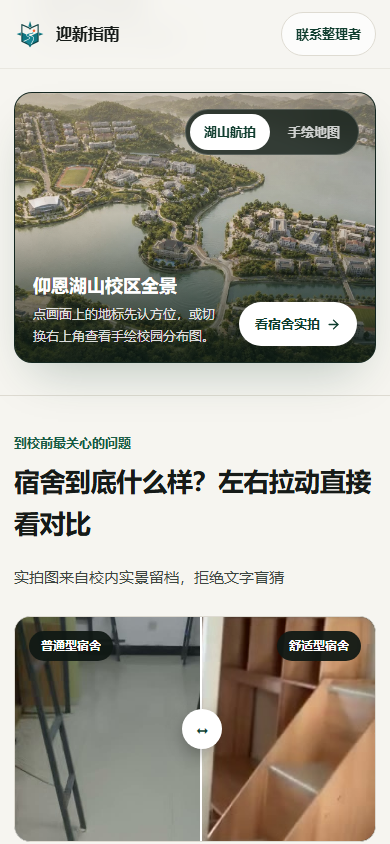 迎新指南
联系整理者
湖山航拍
手绘地图
仰恩湖山校区全景
点画面上的地标先认方位，或切
换右上角查看手绘校园分布图。
看宿舍实拍 →
到校前最关心的问题
宿舍到底什么样？左右拉动直接
看对比
实拍图来自校内实景留档，拒绝文字盲猜
普通型宿舍
舒适型宿舍